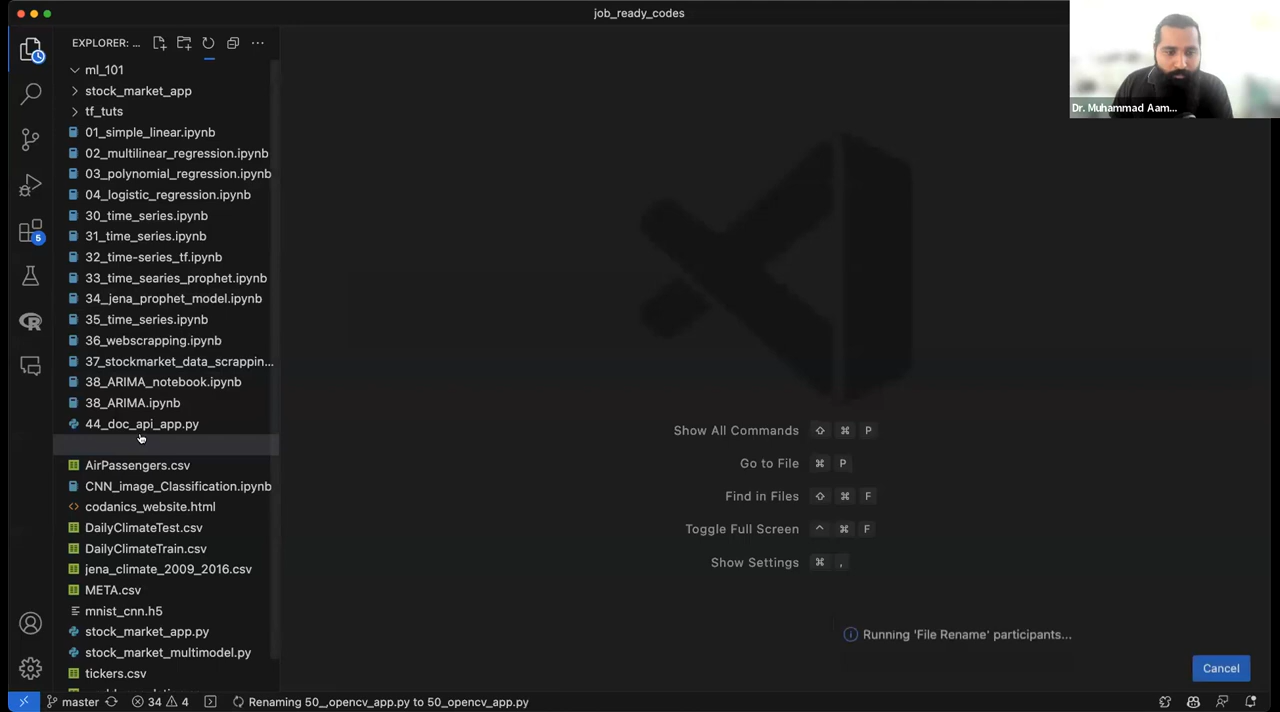 job_ready_codes
EXPLORER: ...
ml_101
stock_market_app
tf_tuts
01_simple_linear.ipynb
02_multilinear_regression.ipynb
03_polynomial_regression.ipynb
04_logistic_regression.ipynb
30_time_series.ipynb
31_time_series.ipynb
32_time-series_tf.ipynb
33_time_searies_prophet.ipynb
34_jena_prophet_model.ipynb
35_time_series.ipynb
36_webscrapping.ipynb
37_stockmarket_data_scrappin...
38_ARIMA_notebook.ipynb
38_ARIMA.ipynb
44_doc_api_app.py
AirPassengers.csv
CNN_image_Classification.ipynb
codanics_website.html
DailyClimateTest.csv
DailyClimateTrain.csv
jena_climate_2009_2016.csv
META.csv
mnist_cnn.h5
stock_market_app.py
stock_market_multimodel.py
tickers.csv
5
R
Dr. Muhammad Aam...
Show All Commands ⇧ ⌘ P
Go to File ⌘ P
Find in Files ⇧ ⌘ F
Toggle Full Screen ^ ⌘ F
Show Settings ⌘ ,
Running 'File Rename' participants...
Cancel
master 34 4 Renaming 50_,opencv_app.py to 50_opencv_app.py